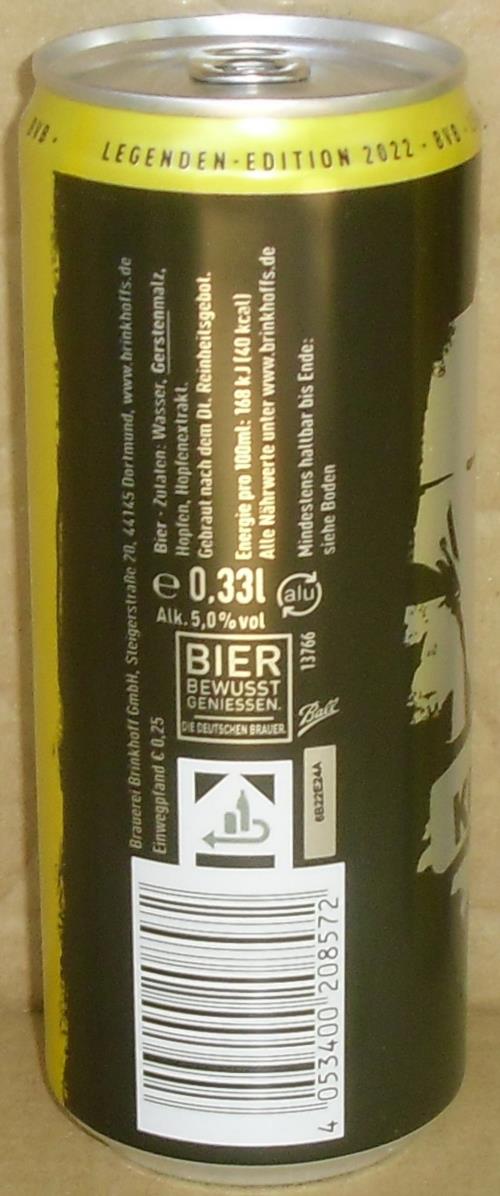 BVB · LEGENDEN-EDITION 2022 · BVB ·
Brauerei Brinkhoff GmbH, Steigerstraße 20, 44145 Dortmund, www.brinkhoffs.de
Einwegpfand € 0,25
Bier · Zutaten: Wasser, Gerstenmalz,
Hopfen, Hopfenextrakt.
Gebraut nach dem Dt. Reinheitsgebot.
Energie pro 100ml: 168 kJ (40 kcal)
Alle Nährwerte unter www.brinkhoffs.de
Mindestens haltbar bis Ende:
siehe Boden
e 0,33l
Alk. 5,0 % vol
alu
BIER
BEWUSST
GENIESSEN.
DIE DEUTSCHEN BRAUER.
13766
Ball
6B22E24A
4 053400 208572